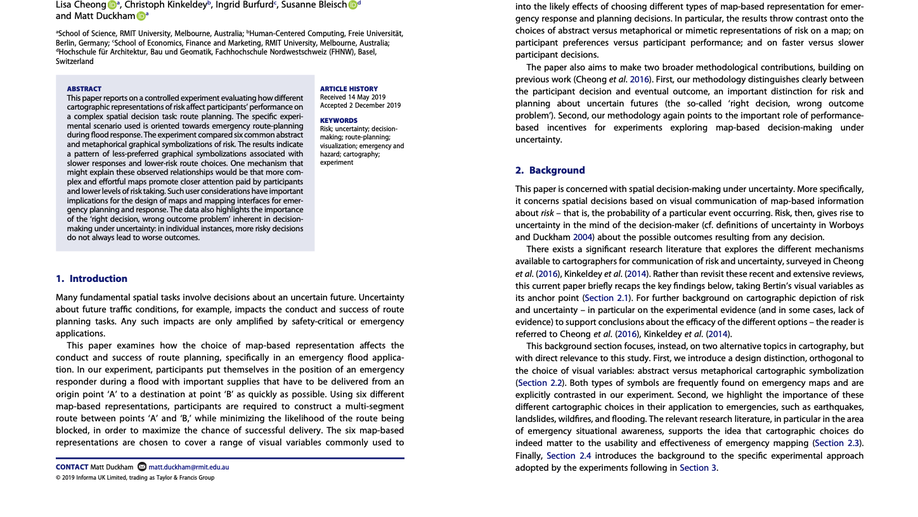 Lisa Cheong a, Christoph Kinkeldey b, Ingrid Burfurd c, Susanne Bleisch d
and Matt Duckham a
a School of Science, RMIT University, Melbourne, Australia; b Human-Centered Computing, Freie Universität,
Berlin, Germany; c School of Economics, Finance and Marketing, RMIT University, Melbourne, Australia;
d Hochschule für Architektur, Bau und Geomatik, Fachhochschule Nordwestschweiz (FHNW), Basel,
Switzerland
ABSTRACT
This paper reports on a controlled experiment evaluating how different
cartographic representations of risk affect participants' performance on
a complex spatial decision task: route planning. The specific experi-
mental scenario used is oriented towards emergency route-planning
during flood response. The experiment compared six common abstract
and metaphorical graphical symbolizations of risk. The results indicate
a pattern of less-preferred graphical symbolizations associated with
slower responses and lower-risk route choices. One mechanism that
might explain these observed relationships would be that more com-
plex and effortful maps promote closer attention paid by participants
and lower levels of risk taking. Such user considerations have important
implications for the design of maps and mapping interfaces for emer-
gency planning and response. The data also highlights the importance
of the 'right decision, wrong outcome problem' inherent in decision-
making under uncertainty: in individual instances, more risky decisions
do not always lead to worse outcomes.
ARTICLE HISTORY
Received 14 May 2019
Accepted 2 December 2019
KEYWORDS
Risk; uncertainty; decision-
making; route-planning;
visualization; emergency and
hazard; cartography;
experiment
1. Introduction
Many fundamental spatial tasks involve decisions about an uncertain future. Uncertainty
about future traffic conditions, for example, impacts the conduct and success of route
planning tasks. Any such impacts are only amplified by safety-critical or emergency
applications.
This paper examines how the choice of map-based representation affects the
conduct and success of route planning, specifically in an emergency flood applica-
tion. In our experiment, participants put themselves in the position of an emergency
responder during a flood with important supplies that have to be delivered from an
origin point 'A' to a destination at point 'B' as quickly as possible. Using six different
map-based representations, participants are required to construct a multi-segment
route between points 'A' and 'B,' while minimizing the likelihood of the route being
blocked, in order to maximize the chance of successful delivery. The six map-based
representations are chosen to cover a range of visual variables commonly used to
CONTACT Matt Duckham matt.duckham@rmit.edu.au
© 2019 Informa UK Limited, trading as Taylor & Francis Group
into the likely effects of choosing different types of map-based representation for emer-
gency response and planning decisions. In particular, the results throw contrast onto the
choices of abstract versus metaphorical or mimetic representations of risk on a map; on
participant preferences versus participant performance; and on faster versus slower
participant decisions.
The paper also aims to make two broader methodological contributions, building on
previous work (Cheong et al. 2016). First, our methodology distinguishes clearly between
the participant decision and eventual outcome, an important distinction for risk and
planning about uncertain futures (the so-called 'right decision, wrong outcome
problem'). Second, our methodology again points to the important role of performance-
based incentives for experiments exploring map-based decision-making under
uncertainty.
2. Background
This paper is concerned with spatial decision-making under uncertainty. More specifically,
it concerns spatial decisions based on visual communication of map-based information
about risk – that is, the probability of a particular event occurring. Risk, then, gives rise to
uncertainty in the mind of the decision-maker (cf. definitions of uncertainty in Worboys
and Duckham 2004) about the possible outcomes resulting from any decision.
There exists a significant research literature that explores the different mechanisms
available to cartographers for communication of risk and uncertainty, surveyed in Cheong
et al. (2016), Kinkeldey et al. (2014). Rather than revisit these recent and extensive reviews,
this current paper briefly recaps the key findings below, taking Bertin's visual variables as
its anchor point (Section 2.1). For further background on cartographic depiction of risk
and uncertainty – in particular on the experimental evidence (and in some cases, lack of
evidence) to support conclusions about the efficacy of the different options – the reader is
referred to Cheong et al. (2016), Kinkeldey et al. (2014).
This background section focuses, instead, on two alternative topics in cartography, but
with direct relevance to this study. First, we introduce a design distinction, orthogonal to
the choice of visual variables: abstract versus metaphorical cartographic symbolization
(Section 2.2). Both types of symbols are frequently found on emergency maps and are
explicitly contrasted in our experiment. Second, we highlight the importance of these
different cartographic choices in their application to emergencies, such as earthquakes,
landslides, wildfires, and flooding. The relevant research literature, in particular in the area
of emergency situational awareness, supports the idea that cartographic choices do
indeed matter to the usability and effectiveness of emergency mapping (Section 2.3).
Finally, Section 2.4 introduces the background to the specific experimental approach
adopted by the experiments following in Section 3.